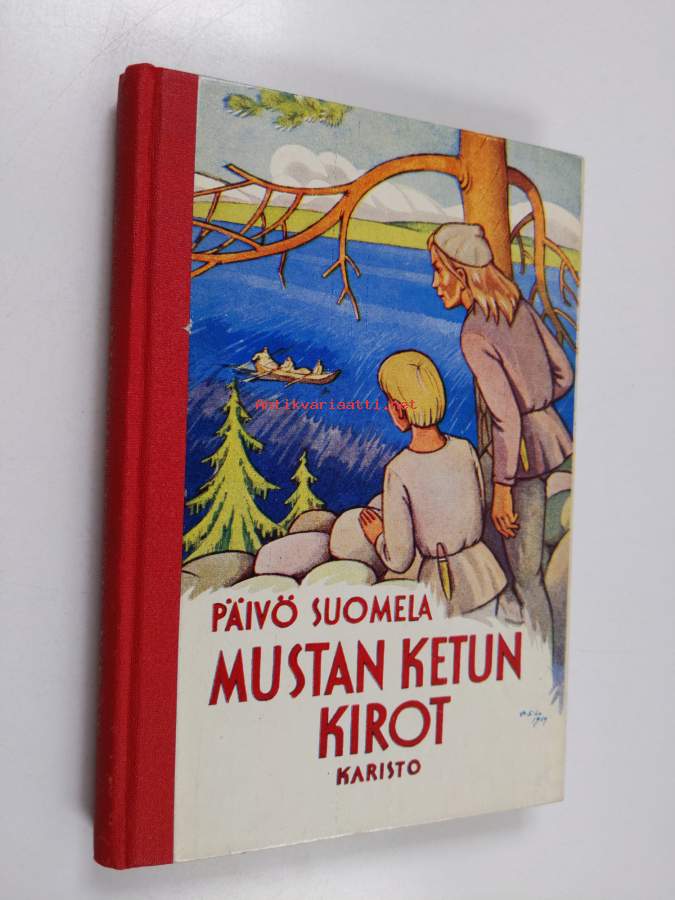 Antikvariaatti.net
PÄIVÖ SUOMELA
MUSTAN KETUN
KIROT
KARISTO